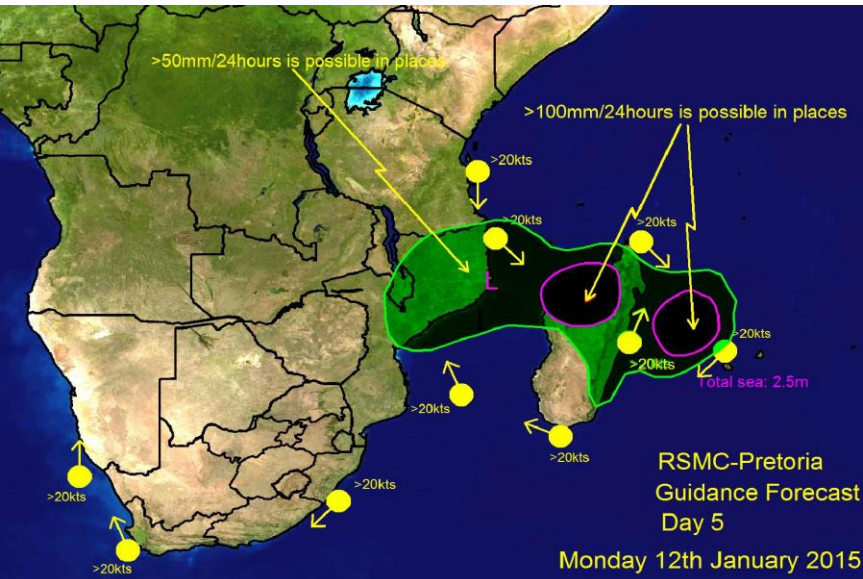 >50mm/24hours is possible in places
>100mm/24hours is possible in places
>20kts
>20kts
>20kts
L
>20kts
>20kts
Total sea: 2.5m
>20kts
>20kts
>20kts
>20kts
>20kts
RSMC-Pretoria
Guidance Forecast
Day 5
Monday 12th January 2015